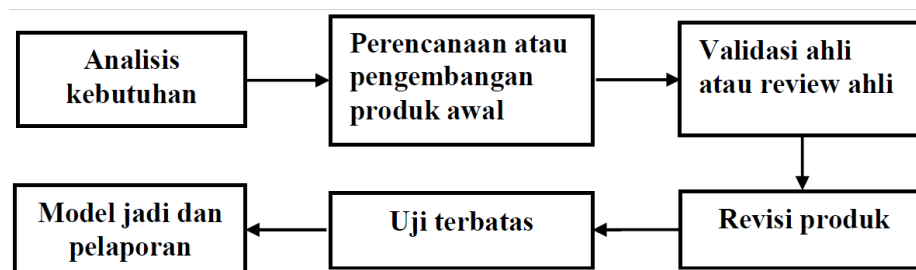 Analisis
kebutuhan
Perencanaan atau
pengembangan
produk awal
Validasi ahli
atau review ahli
Revisi produk
Uji terbatas
Model jadi dan
pelaporan